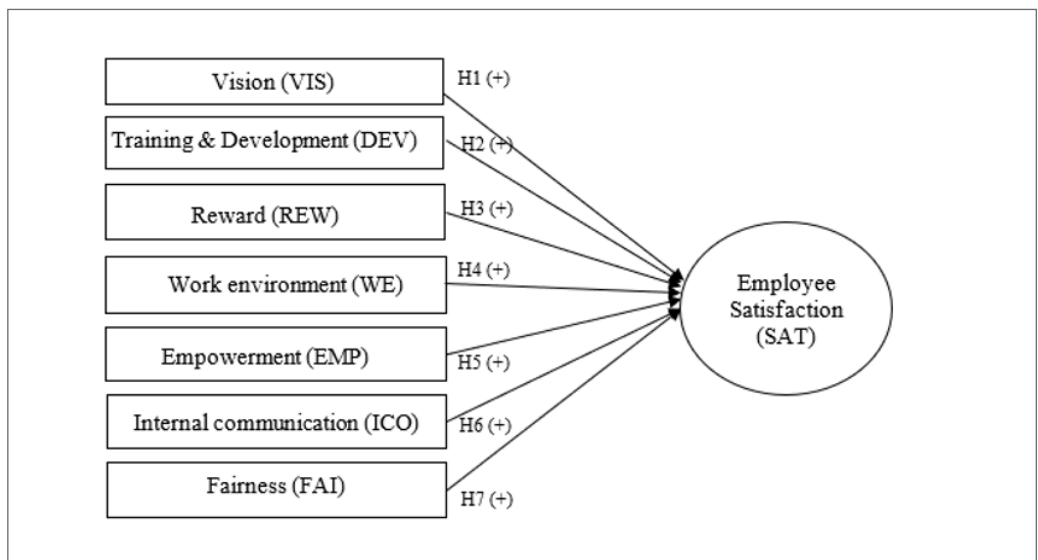 Vision (VIS)
H1 (+)
Training & Development (DEV)
H2 (+)
Reward (REW)
H3 (+)
Work environment (WE)
H4 (+)
Empowerment (EMP)
H5 (+)
Internal communication (ICO)
H6 (+)
Fairness (FAI)
H7 (+)
Employee
Satisfaction
(SAT)